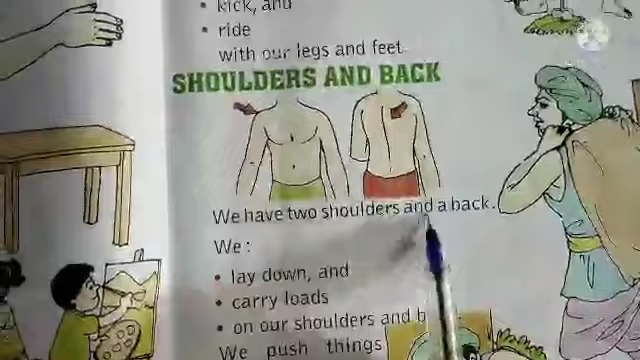 • kick, and
• ride
with our legs and feet.
SHOULDERS AND BACK
We have two shoulders and a back.
We :
• lay down, and
• carry loads
• on our shoulders and b
We push things